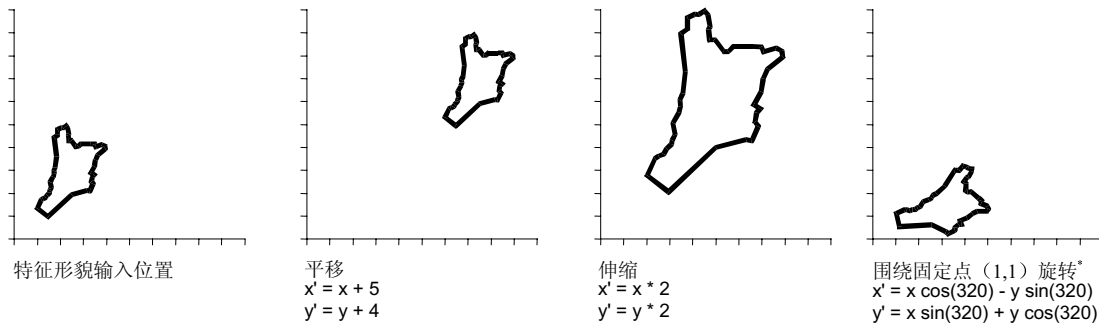 特征形貌输入位置
平移
x' = x + 5
y' = y + 4
伸缩
x' = x * 2
y' = y * 2
围绕固定点（1,1）旋转*
x' = x cos(320) - y sin(320)
y' = x sin(320) + y cos(320)